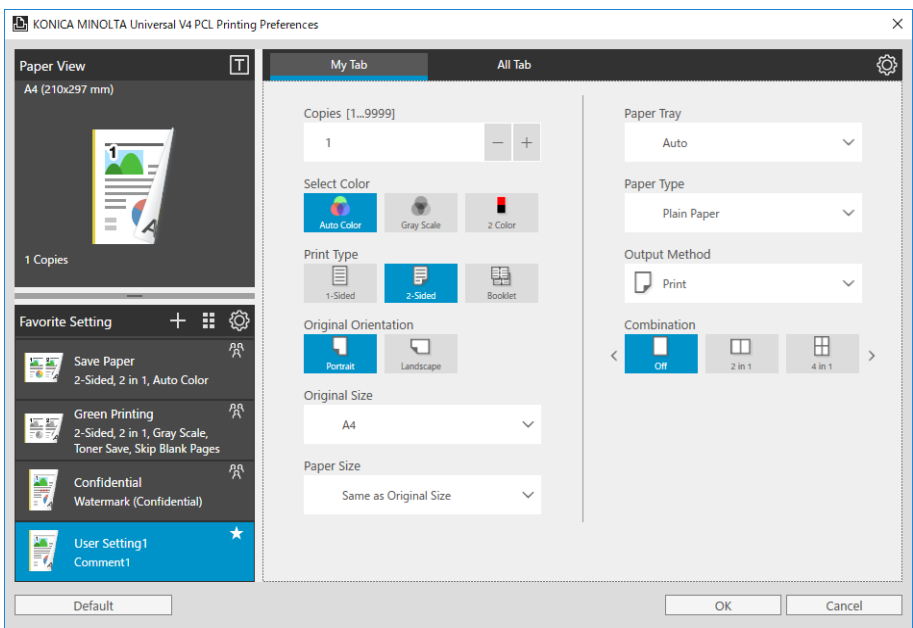 KONICA MINOLTA Universal V4 PCL Printing Preferences
Paper View
T
A4 (210x297 mm)
1
A
1 Copies
Favorite Setting
Save Paper
2-Sided, 2 in 1, Auto Color
Green Printing
2-Sided, 2 in 1, Gray Scale,
Toner Save, Skip Blank Pages
Confidential
Watermark (Confidential)
User Setting1
Comment1
My Tab
All Tab
Copies [1...9999]
1
Select Color
Auto Color
Gray Scale
2 Color
Print Type
1-Sided
2-Sided
Booklet
Original Orientation
Portrait
Landscape
Original Size
A4
Paper Size
Same as Original Size
Paper Tray
Auto
Paper Type
Plain Paper
Output Method
Print
Combination
Off
2 in 1
4 in 1
Default
OK
Cancel